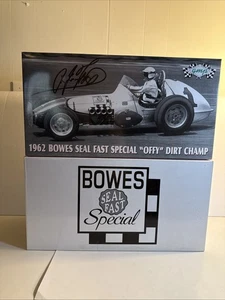 1962 BOWES SEAL FAST SPECIAL "OFFY" DIRT CHAMP
BOWES
SEAL
FAST
Special